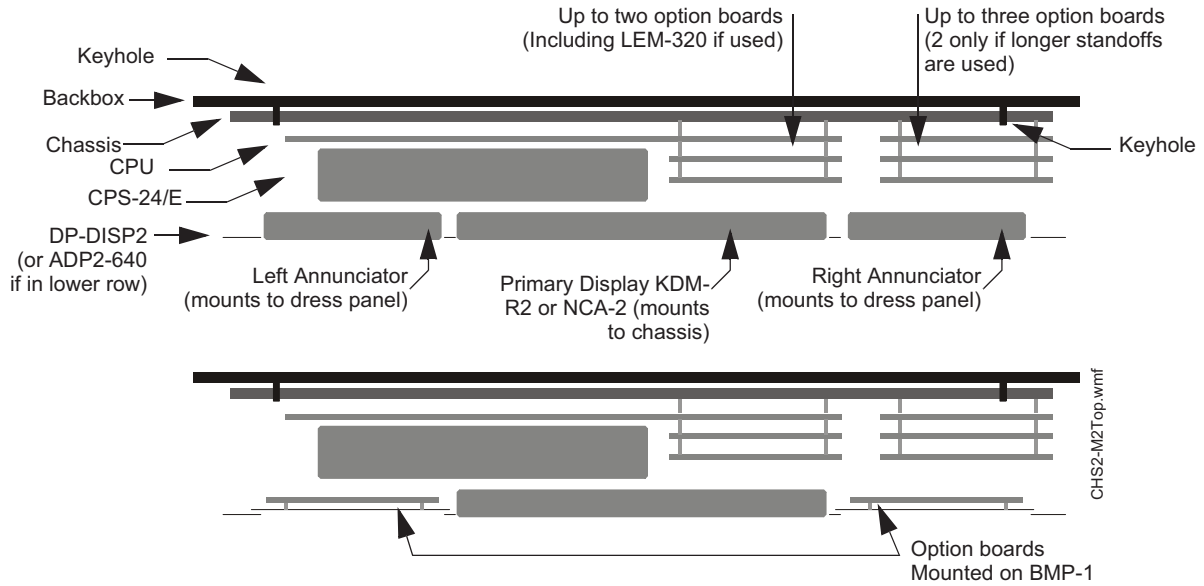 Up to two option boards
(Including LEM-320 if used)
Up to three option boards
(2 only if longer standoffs
are used)
Keyhole
Backbox
Chassis
CPU
CPS-24/E
Keyhole
DP-DISP2
(or ADP2-640
if in lower row)
Left Annunciator
(mounts to dress panel)
Primary Display KDM-
R2 or NCA-2 (mounts
to chassis)
Right Annunciator
(mounts to dress panel)
CHS2-M2Top.wmf
Option boards
Mounted on BMP-1